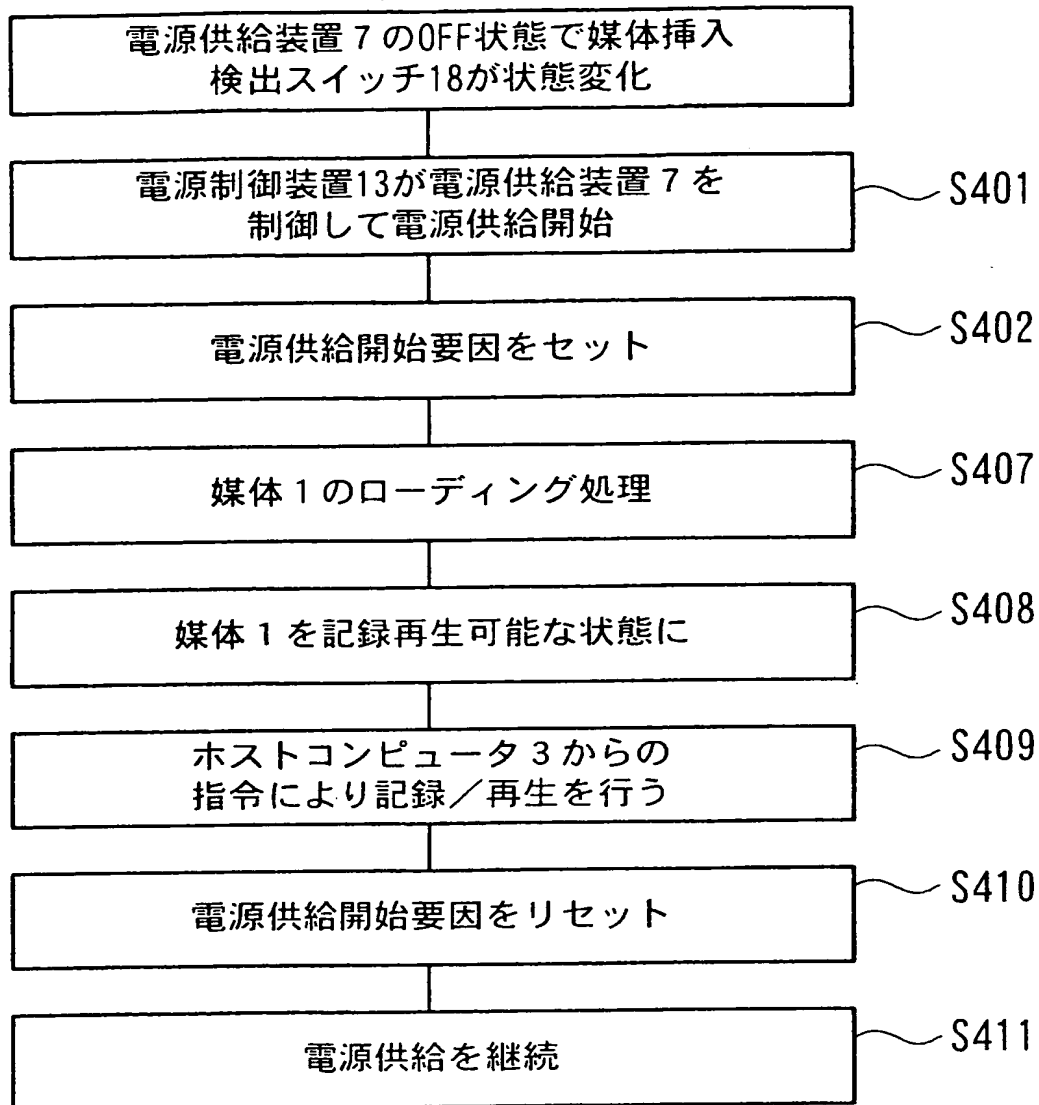 電源供給装置７のOFF状態で媒体挿入
検出スイッチ18が状態変化
電源制御装置13が電源供給装置７を
制御して電源供給開始
S401
電源供給開始要因をセット
S402
媒体１のローディング処理
S407
媒体１を記録再生可能な状態に
S408
ホストコンピュータ３からの
指令により記録／再生を行う
S409
電源供給開始要因をリセット
S410
電源供給を継続
S411